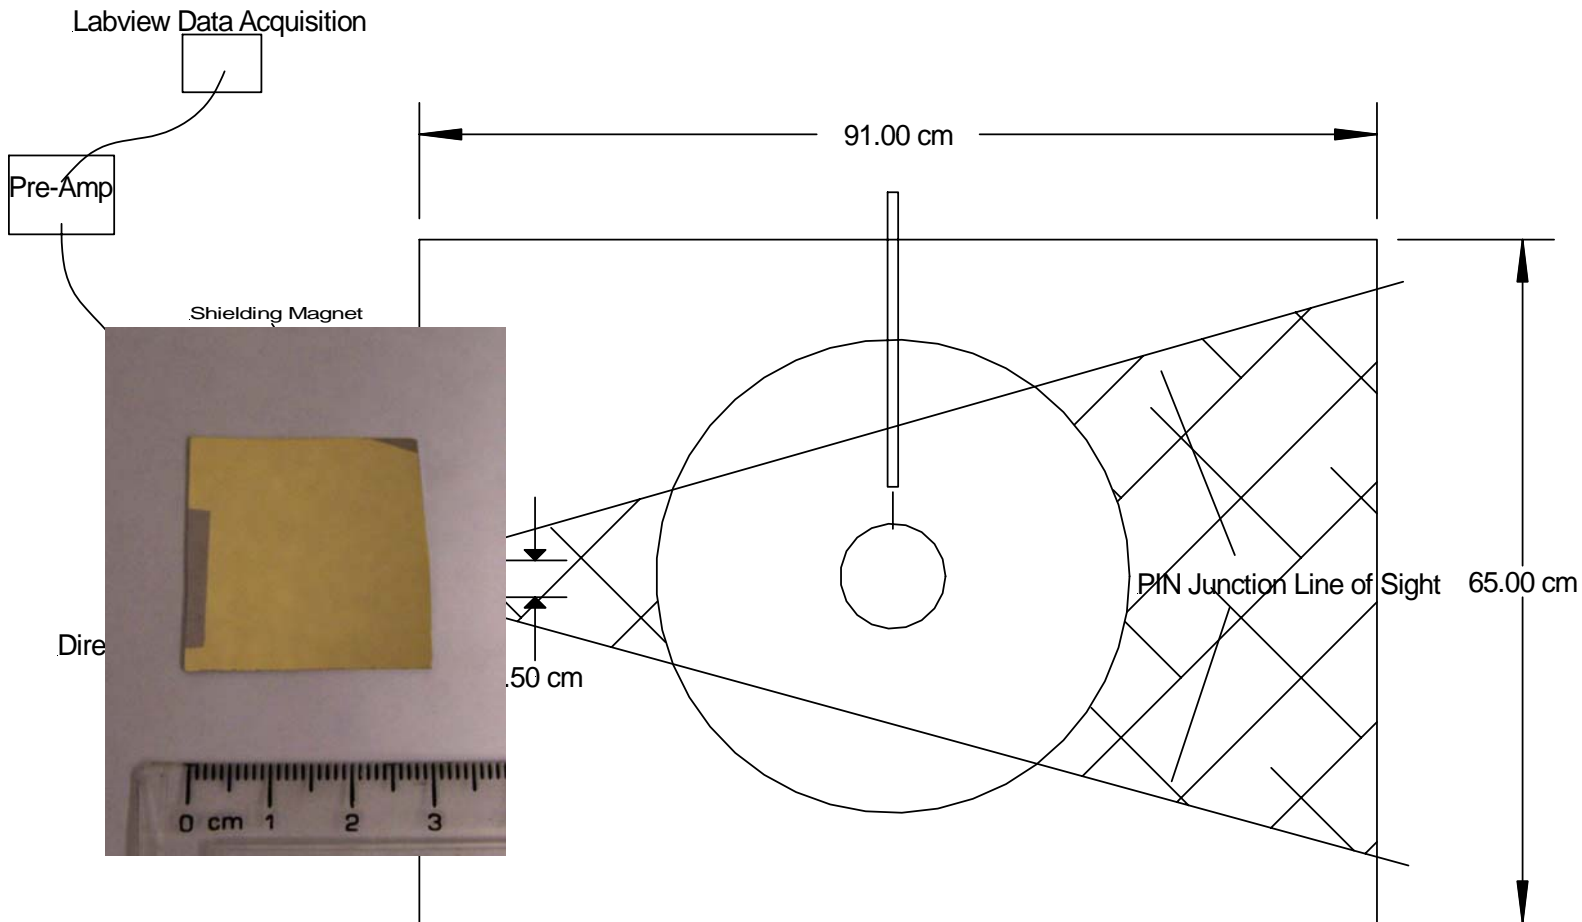 Labview Data Acquisition
91.00 cm
Pre-Amp
Shielding Magnet
PIN Junction Line of Sight
65.00 cm
Dire
.50 cm
0 cm 1 2 3